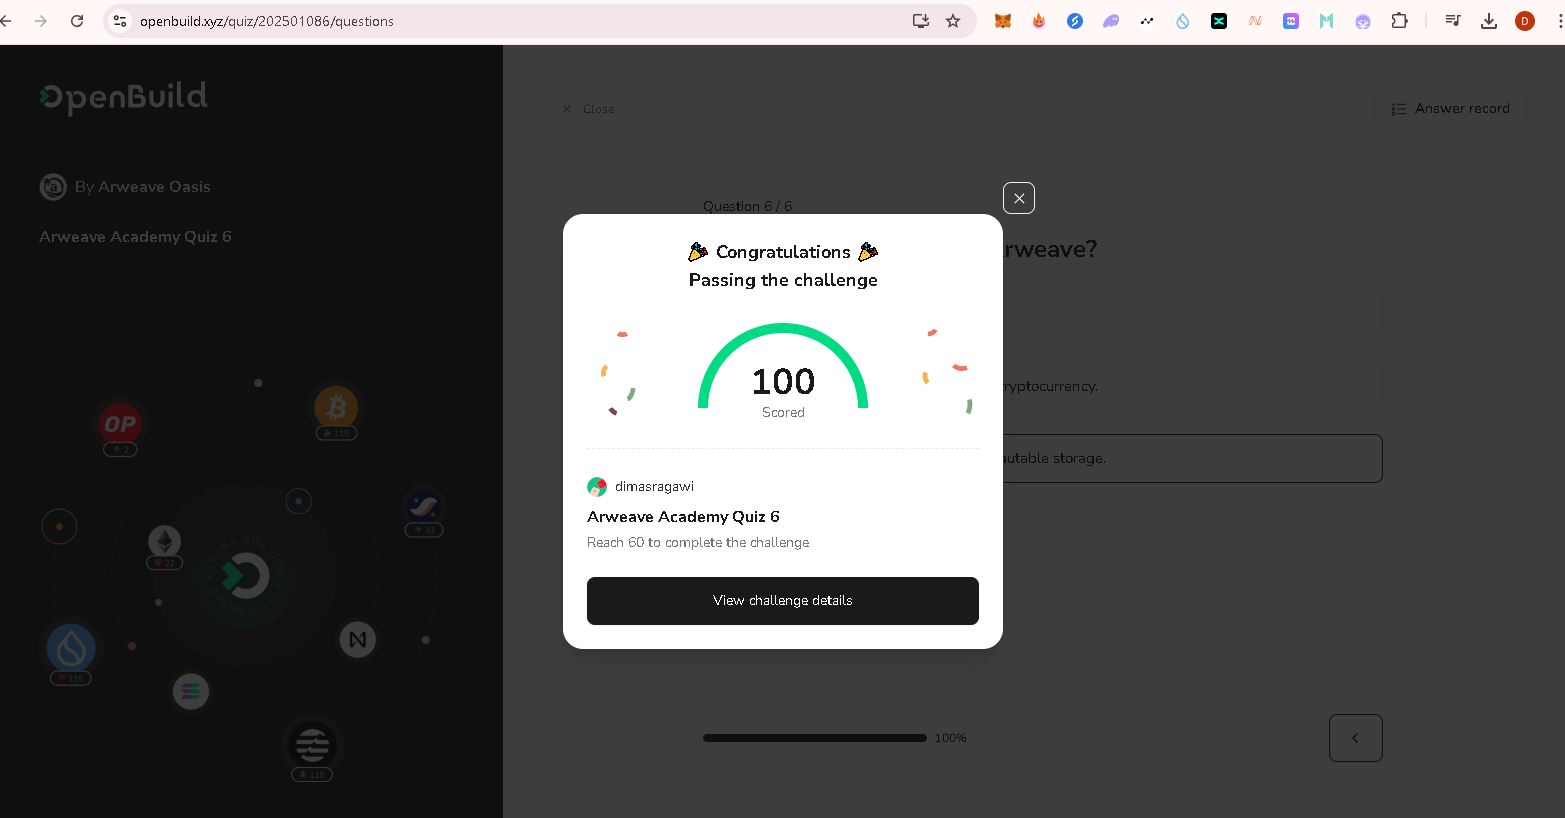 openbuild.xyz/quiz/202501086/questions
D
OpenBuild
Close
Answer record
By Arweave Oasis
Question 6 / 6
Arweave Academy Quiz 6
rweave?
Congratulations
Passing the challenge
100
Scored
ryptocurrency.
utable storage.
dimasragawi
Arweave Academy Quiz 6
Reach 60 to complete the challenge
View challenge details
OP
2
115
32
22
115
115
100%